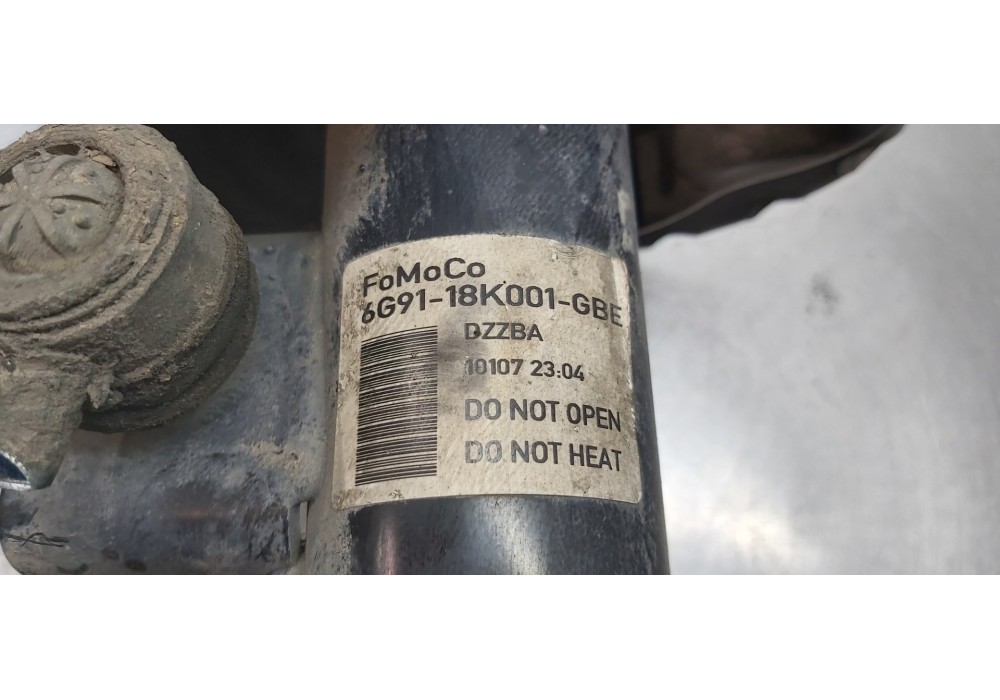 FoMoCo
6G91-18K001-GBE
DZZBA
10107 23:04
DO NOT OPEN
DO NOT HEAT